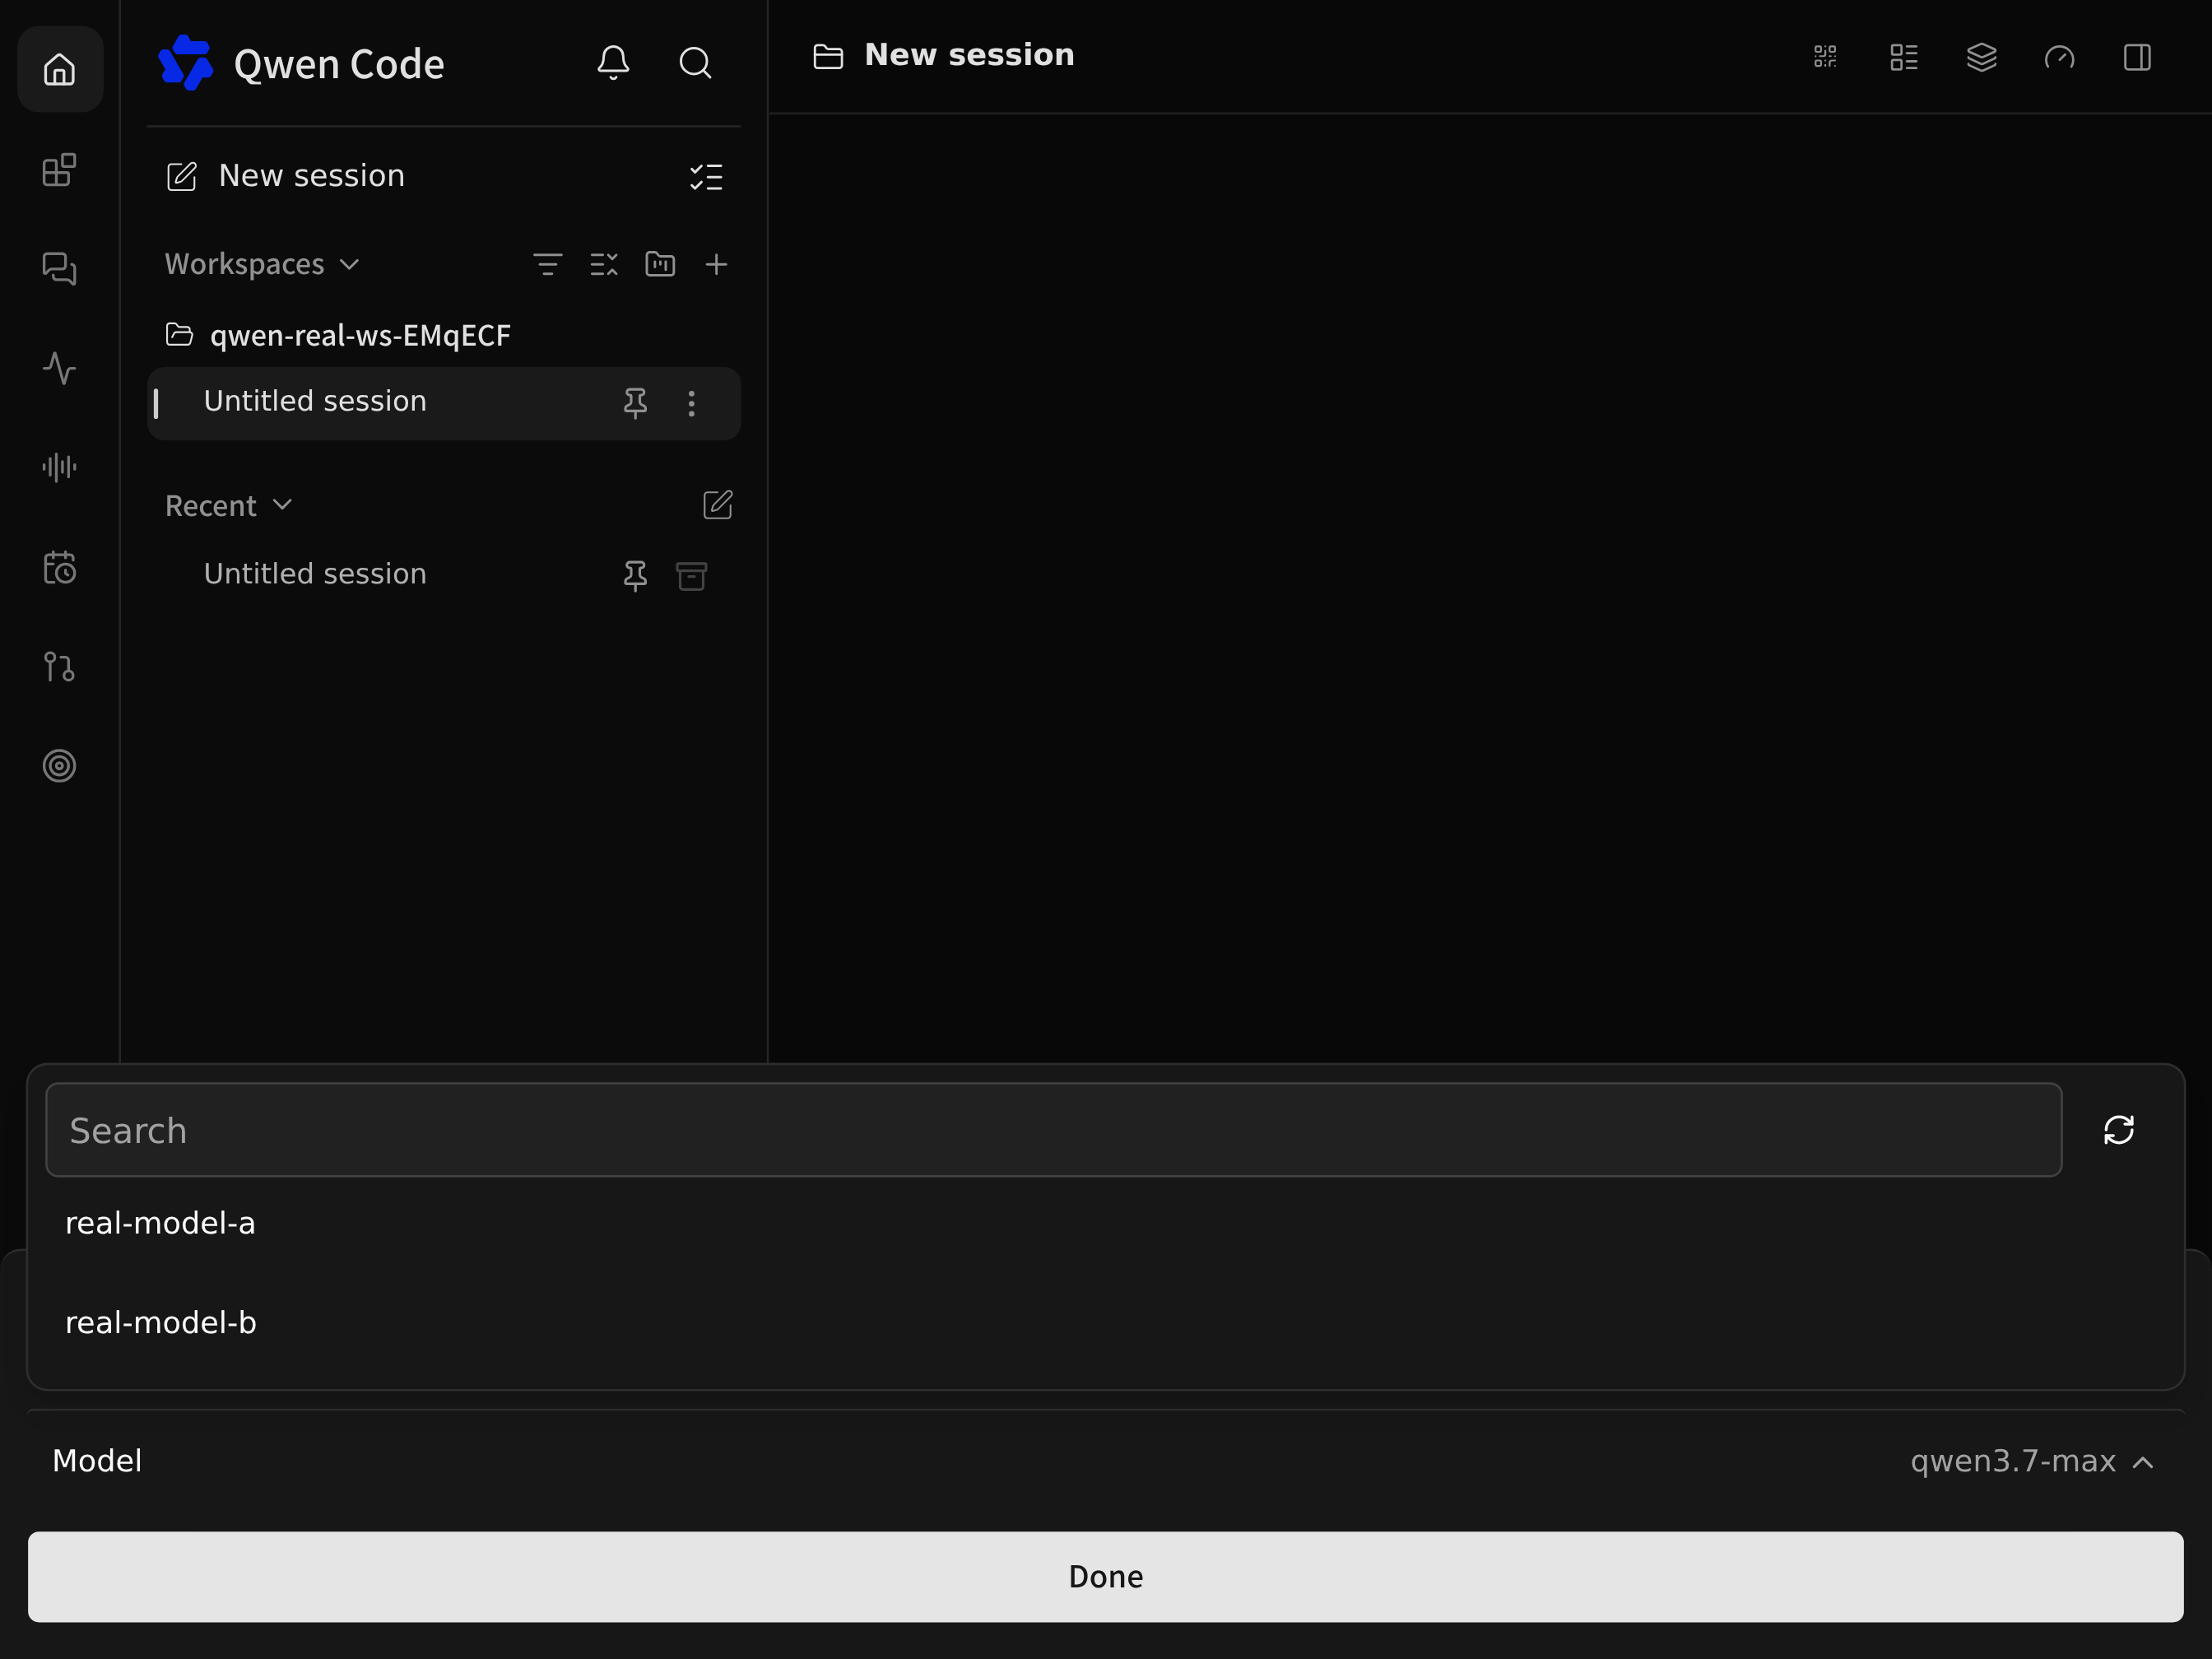 Qwen Code
New session
New session
Workspaces
qwen-real-ws-EMqECF
Untitled session
Recent
Untitled session
Search
real-model-a
real-model-b
Model
qwen3.7-max
Done